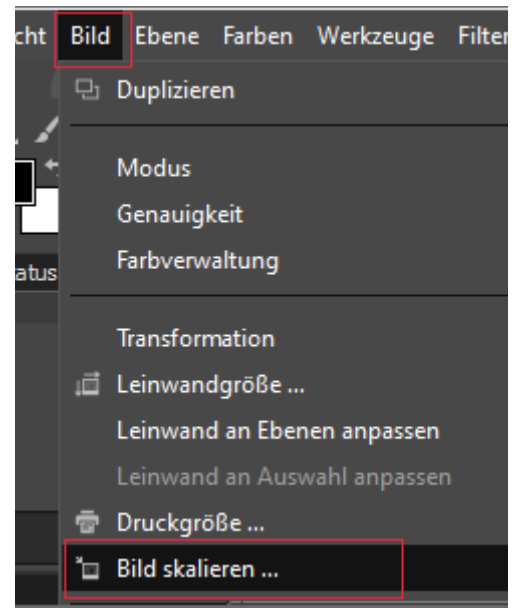 cht Bild Ebene Farben Werkzeuge Filter
Duplizieren
Modus
Genauigkeit
atus
Farbverwaltung
Transformation
Leinwandgröße ...
Leinwand an Ebenen anpassen
Leinwand an Auswahl anpassen
Druckgröße ...
Bild skalieren ...